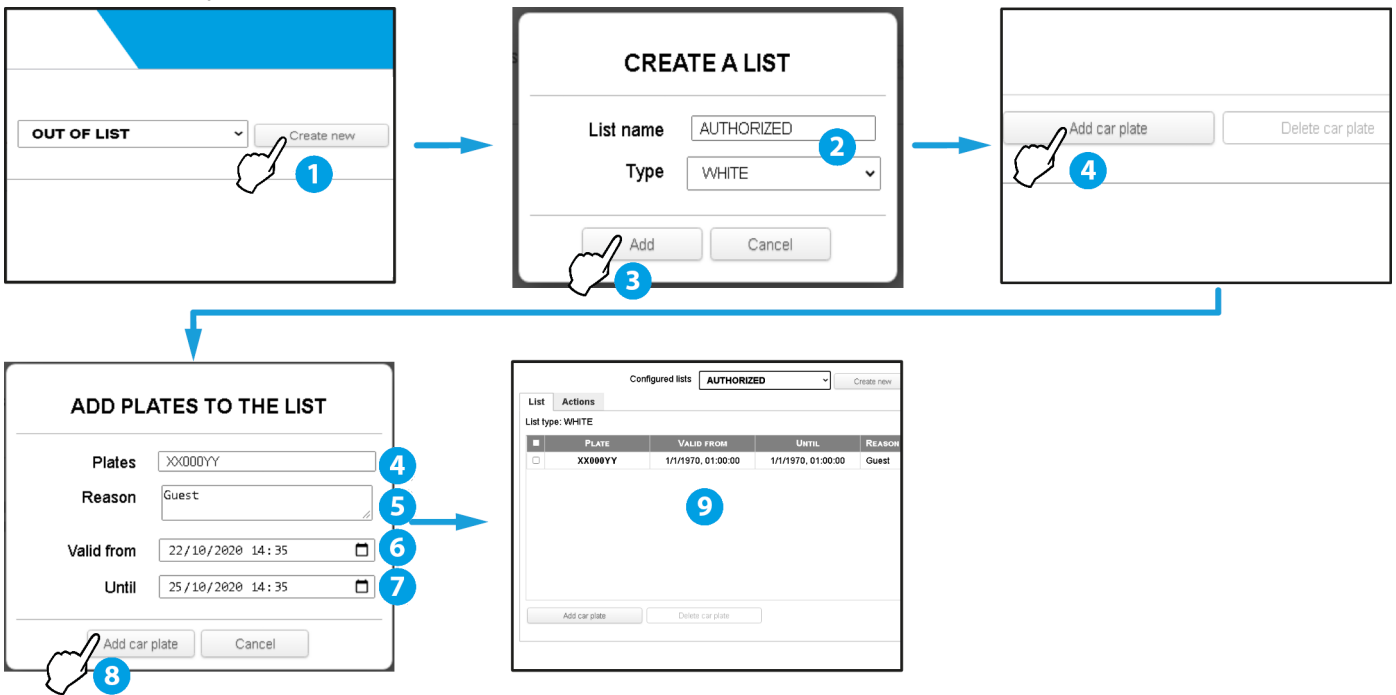 OUT OF LIST
Create new
1
CREATE A LIST
List name AUTHORIZED
2
Type WHITE
Add Cancel
3
Add car plate Delete car plate
4
ADD PLATES TO THE LIST
Plates XX000YY
4
Reason Guest
5
Valid from 22/10/2020 14:35
6
Until 25/10/2020 14:35
7
Add car plate Cancel
8
Configured lists AUTHORIZED Create new
List Actions
List type: WHITE
PLATE VALID FROM UNTIL REASON
XX000YY 1/1/1970, 01:00:00 1/1/1970, 01:00:00 Guest
9
Add car plate Delete car plate